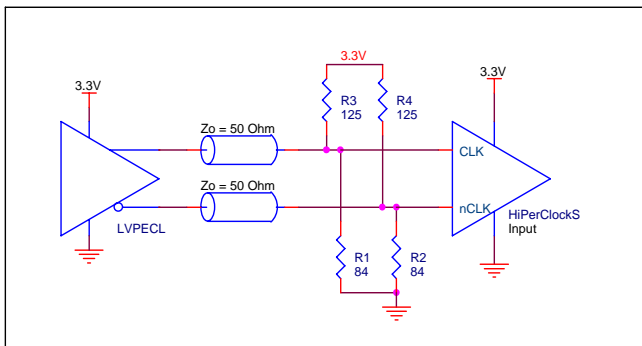 3.3V
3.3V
3.3V
R3
125
R4
125
Zo = 50 Ohm
CLK
Zo = 50 Ohm
nCLK
LVPECL
HiPerClockS
Input
R1
84
R2
84